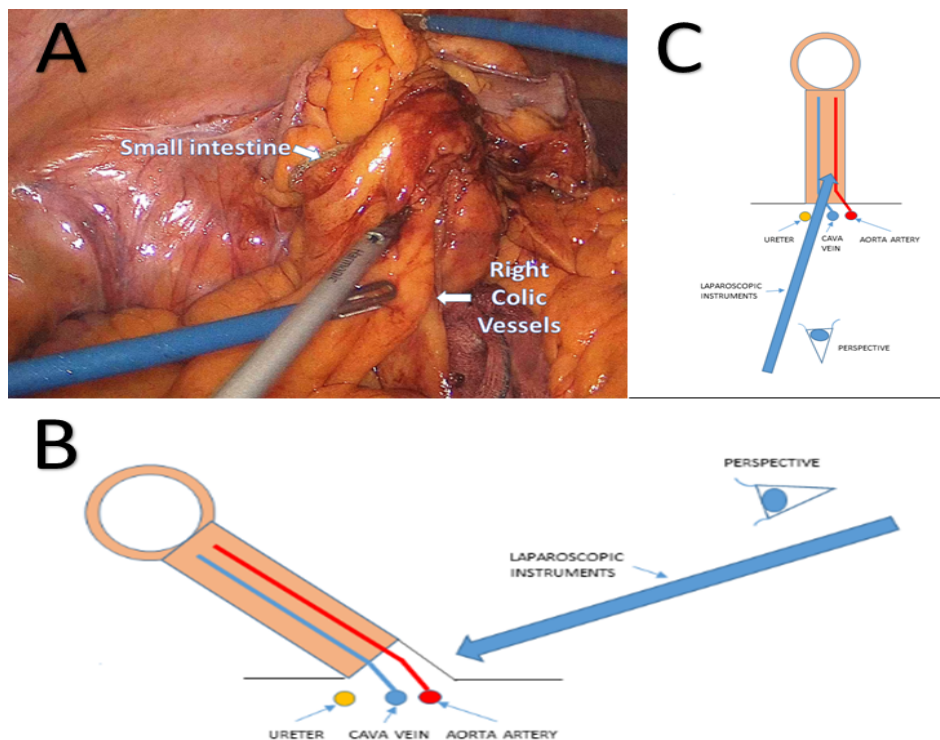 A
Small intestine
Harmonic
Right
Colic
Vessels
C
URETER
CAVA
VEIN
AORTA ARTERY
LAPAROSCOPIC
INSTRUMENTS
PERSPECTIVE
B
PERSPECTIVE
LAPAROSCOPIC
INSTRUMENTS
URETER
CAVA VEIN
AORTA ARTERY